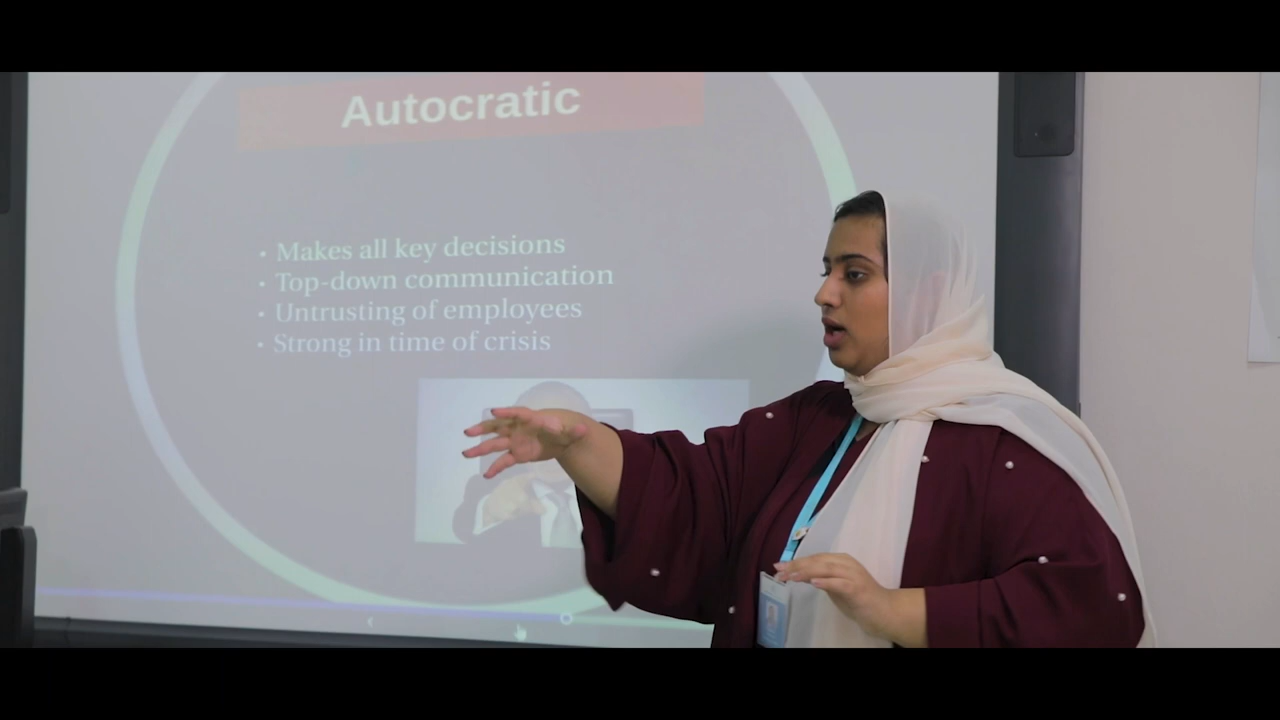 Autocratic
• Makes all key decisions
• Top-down communication
• Untrusting of employees
• Strong in time of crisis